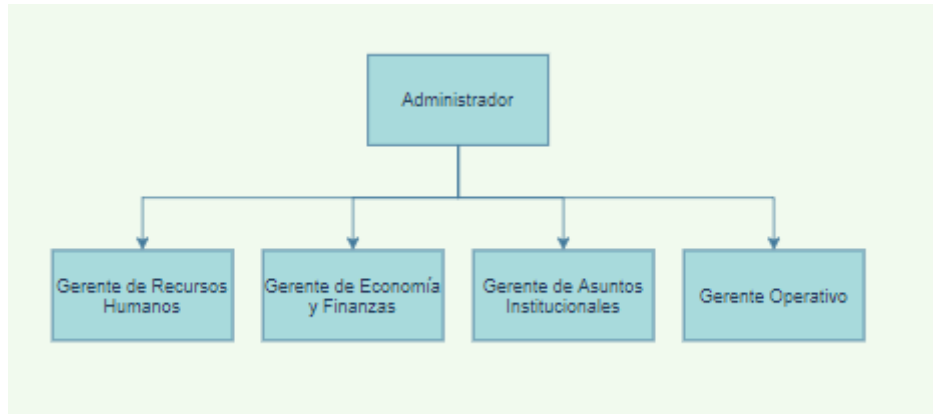 Administrador
Gerente de Recursos
Humanos
Gerente de Economía
y Finanzas
Gerente de Asuntos
Institucionales
Gerente Operativo